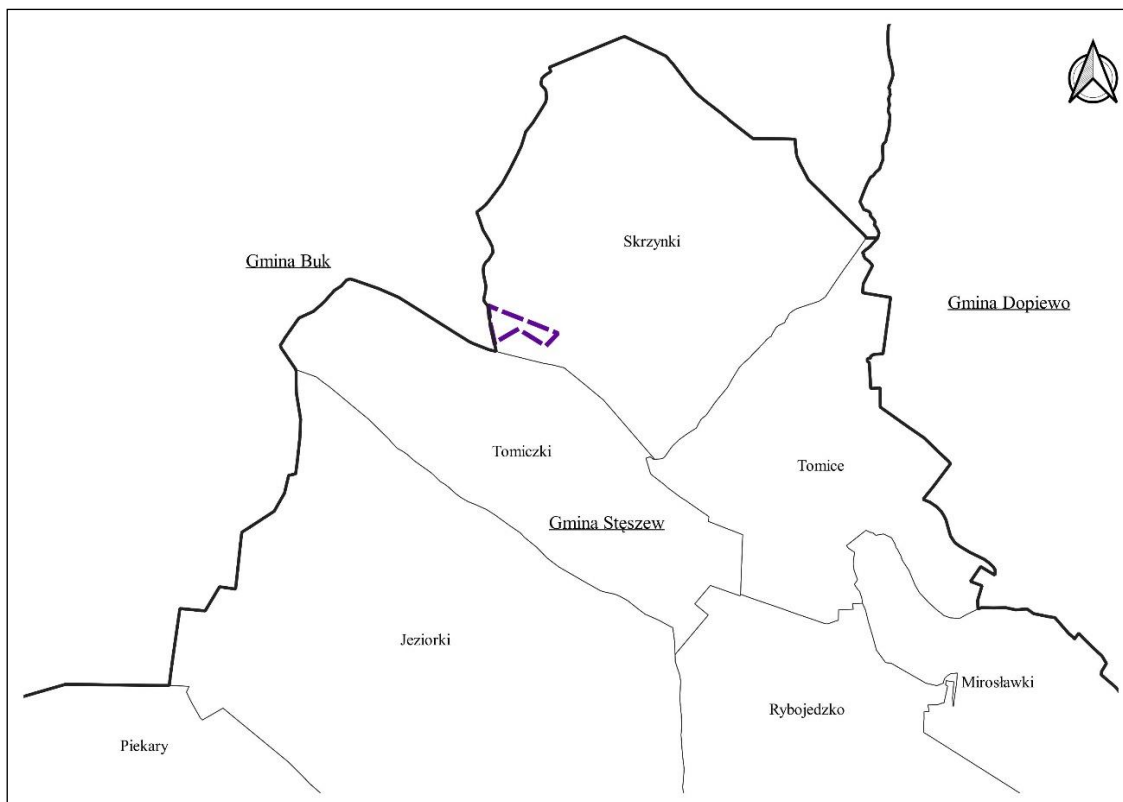 Skrzynki
Gmina Buk
Gmina Dopiewo
Tomiczki
Tomice
Gmina Stęszew
Jeziorki
Mirosławki
Rybojedzko
Piekary